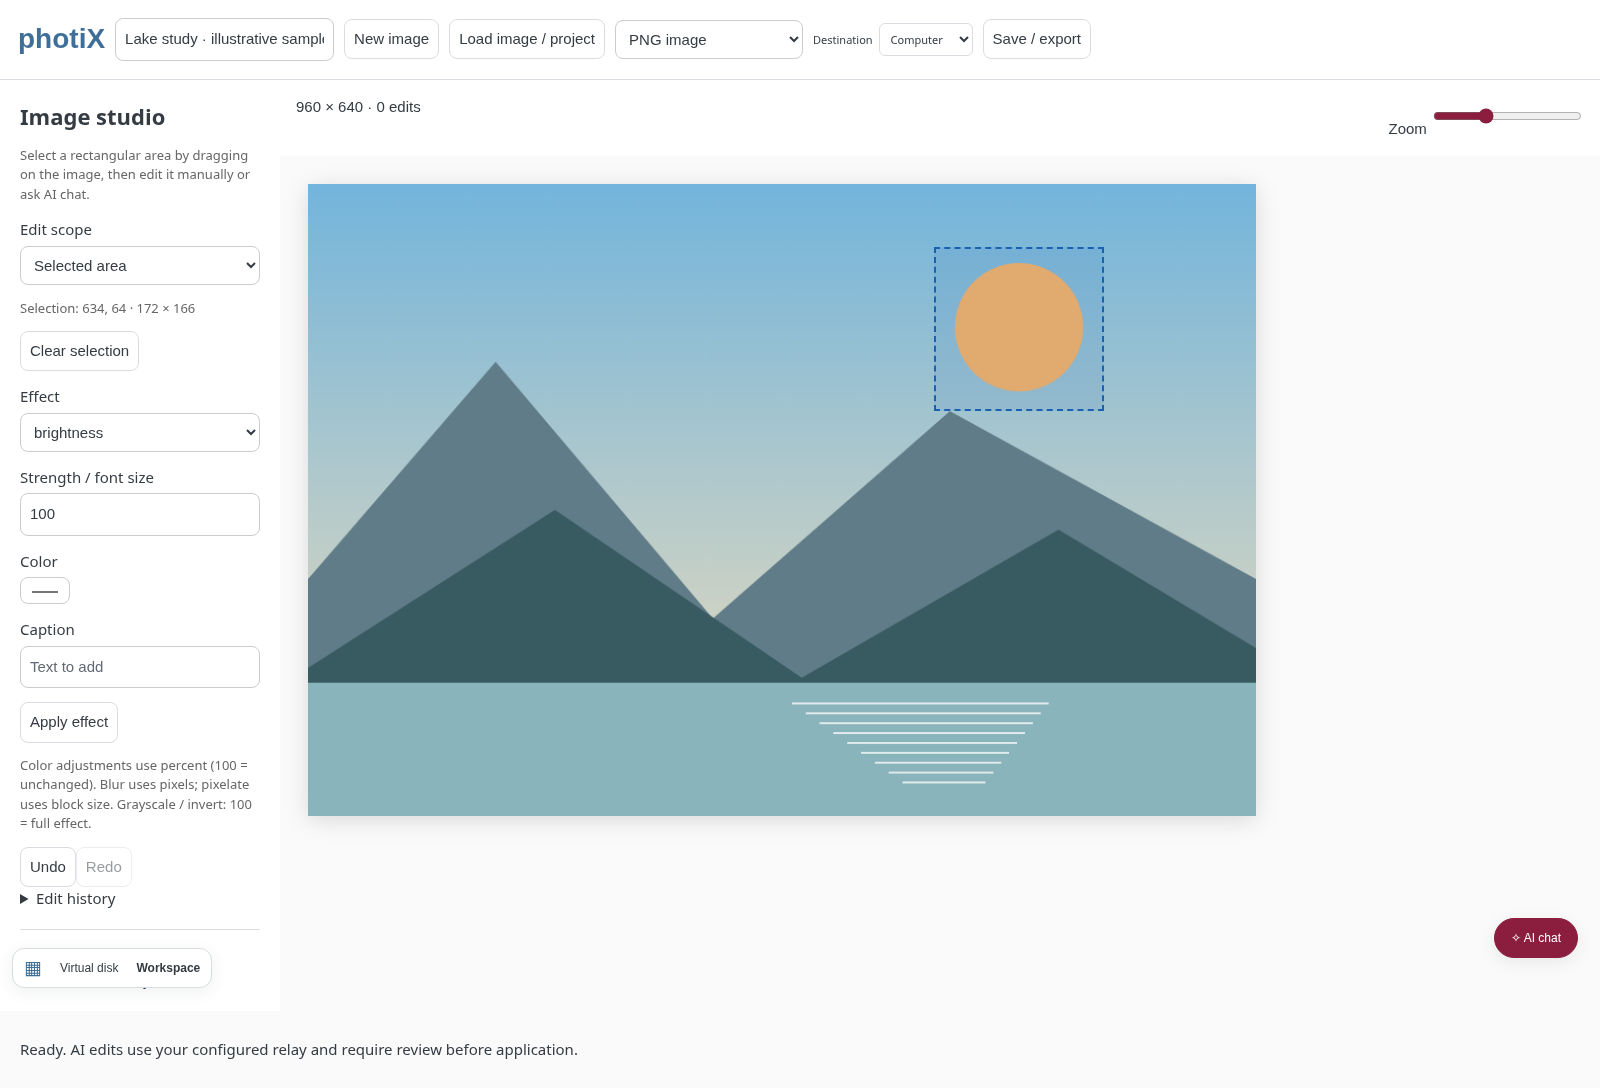 photiX
Lake study · illustrative sample
New image
Load image / project
PNG image
Destination
Computer
Save / export
Image studio
Select a rectangular area by dragging
on the image, then edit it manually or
ask AI chat.
Edit scope
Selected area
Selection: 634, 64 · 172 × 166
Clear selection
Effect
brightness
Strength / font size
100
Color
Caption
Text to add
Apply effect
Color adjustments use percent (100 =
unchanged). Blur uses pixels; pixelate
uses block size. Grayscale / invert: 100
= full effect.
Undo
Redo
Edit history
Virtual disk
Workspace
960 × 640 · 0 edits
Zoom
✧ AI chat
Ready. AI edits use your configured relay and require review before application.